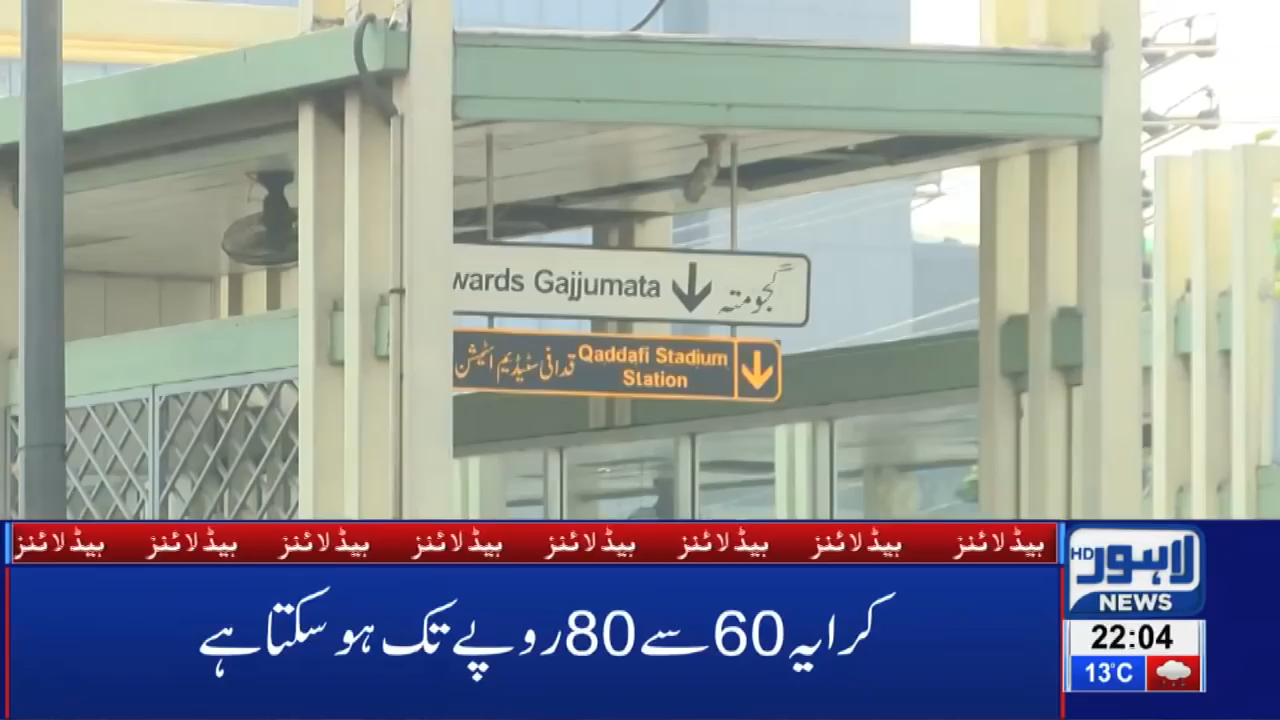 wards Gajjumata گجومتہ
قذافی سٹیڈیم اسٹیشن Qaddafi Stadium
Station
ہیڈلائنز ہیڈلائنز ہیڈلائنز ہیڈلائنز ہیڈلائنز ہیڈلائنز ہیڈلائنز ہیڈلائنز
کرایہ 60 سے 80 روپے تک ہو سکتا ہے
لاہور HD
NEWS
22:04
13°C